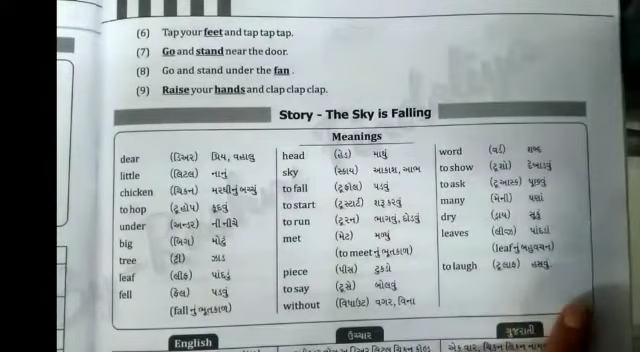 (6) Tap your feet and tap tap tap.
(7) Go and stand near the door.
(8) Go and stand under the fan .
(9) Raise your hands and clap clap clap.
Story - The Sky is Falling
Meanings
dear (ડિઅર) પ્રિય, વહાલુ
little (લિટલ) નાનું
chicken (ચિકન) મરઘીનું બચ્ચું
to hop (ટૂ હોપ) કૂદવું
under (અન્ડર) ની નીચે
big (બિગ) મોટું
tree (ટ્રી) ઝાડ
leaf (લીફ) પાંદડું
fell (ફેલ) પડવું
(fall નું ભૂતકાળ)
head (હેડ) માથું
sky (સ્કાય) આકાશ, આભ
to fall (ટૂ ફોલ) પડવું
to start (ટૂ સ્ટાર્ટ) શરૂ કરવું
to run (ટૂ રન) ભાગવું, દોડવું
met (મેટ) મળ્યું
(to meet નું ભૂતકાળ)
piece (પીસ) ટુકડો
to say (ટૂ સે) બોલવું
without (વિધાઉટ) વગર, વિના
word (વર્ડ) શબ્દ
to show (ટૂ શો) દેખાડવું
to ask (ટૂ આસ્ક) પૂછવું
many (મેની) ઘણાં
dry (ડ્રાય) સૂકું
leaves (લીવ્ઝ) પાંદડાં
(leaf નું બહુવચન)
to laugh (ટૂ લાફ) હસવું
English ઉચ્ચાર ગુજરાતી